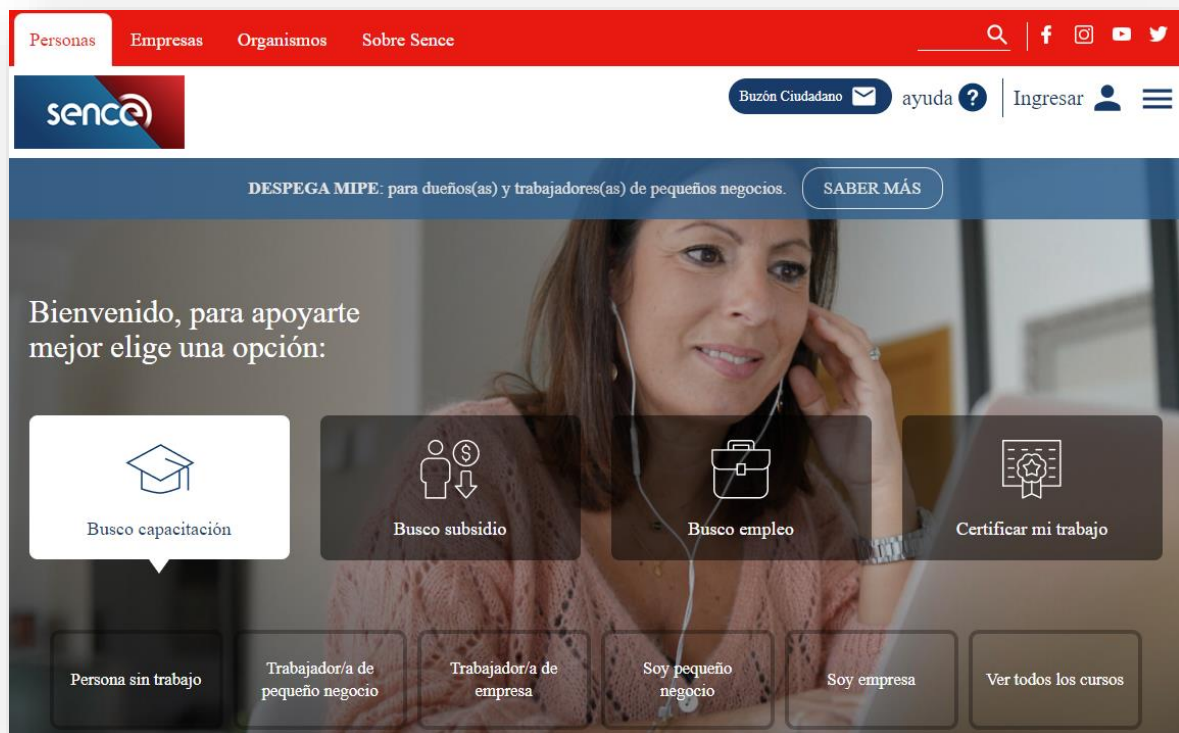 Personas Empresas Organismos Sobre Sence
sence
Buzón Ciudadano ayuda ? Ingresar
DESPEGA MIPE: para dueños(as) y trabajadores(as) de pequeños negocios. SABER MÁS
Bienvenido, para apoyarte
mejor elige una opción:
Busco capacitación
Busco subsidio
Busco empleo
Certificar mi trabajo
Persona sin trabajo
Trabajador/a de
pequeño negocio
Trabajador/a de
empresa
Soy pequeño
negocio
Soy empresa
Ver todos los cursos